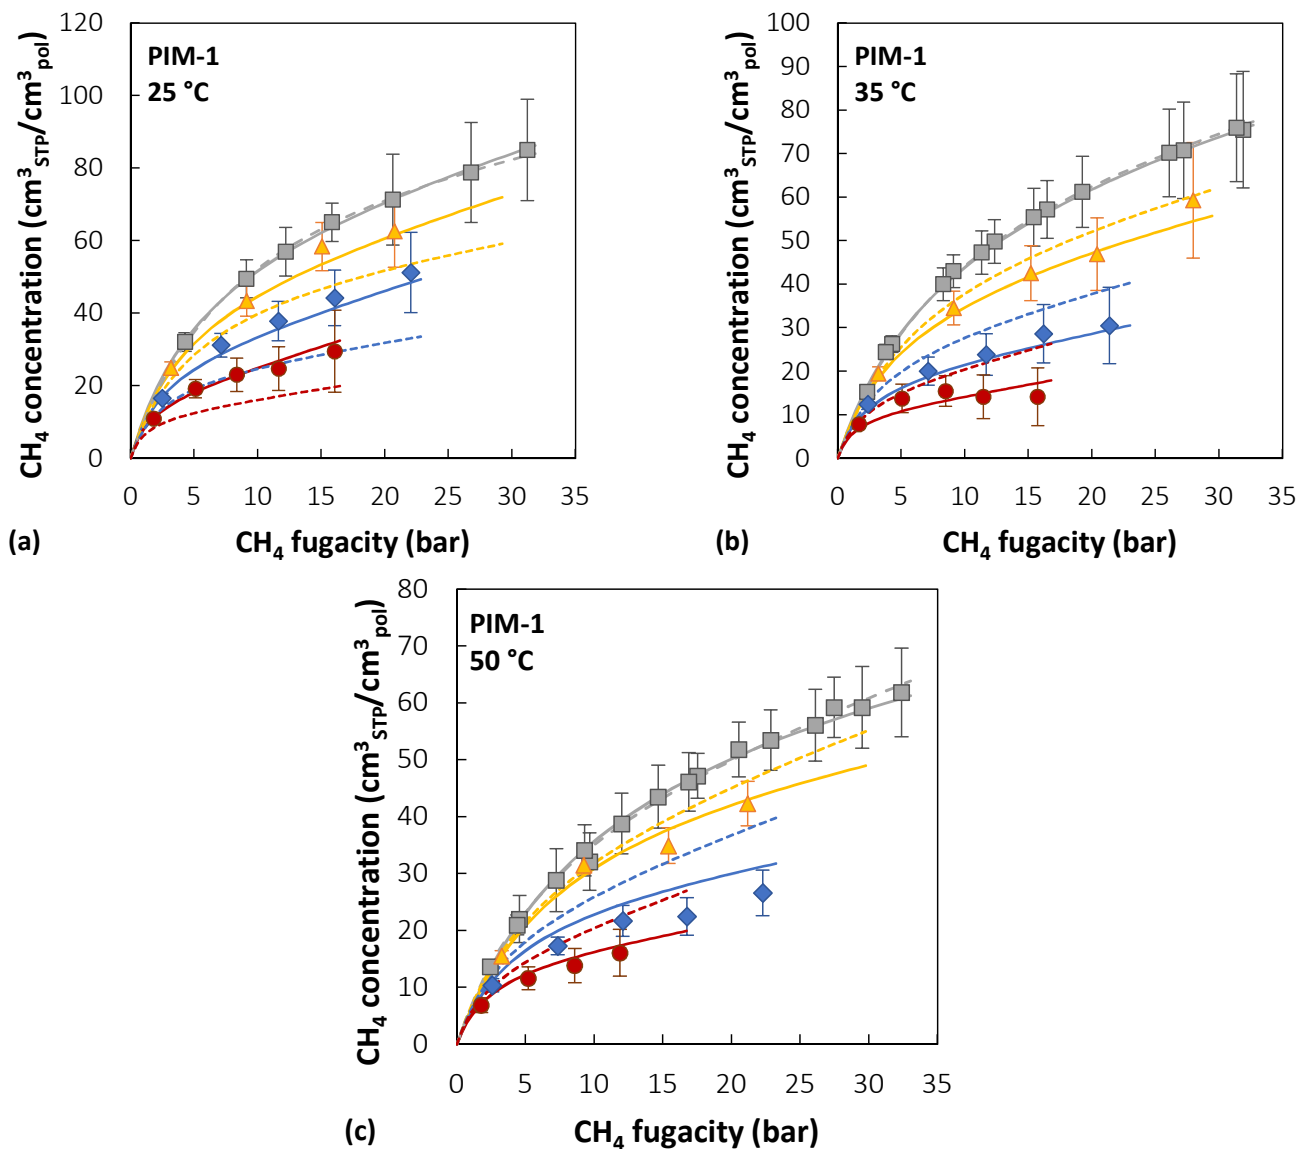 PIM-1
25 °C
CH4 concentration (cm3STP/cm3pol)
120
100
80
60
40
20
0
0 5 10 15 20 25 30 35
(a) CH4 fugacity (bar)
PIM-1
35 °C
CH4 concentration (cm3STP/cm3pol)
100
90
80
70
60
50
40
30
20
10
0
0 5 10 15 20 25 30 35
(b) CH4 fugacity (bar)
PIM-1
50 °C
CH4 concentration (cm3STP/cm3pol)
80
70
60
50
40
30
20
10
0
0 5 10 15 20 25 30 35
(c) CH4 fugacity (bar)